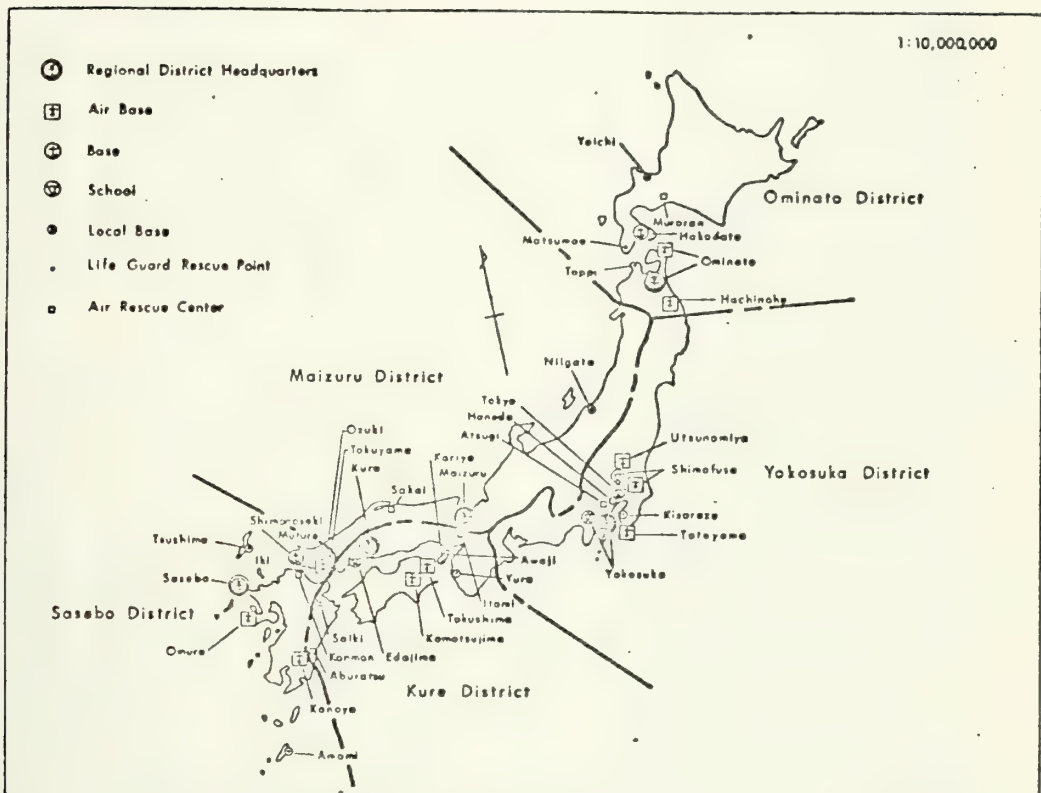 1:10,000,000
Regional District Headquarters
Air Base
Base
School
Local Base
Life Guard Rescue Point
Air Rescue Center
Yoichi
Ominato District
Muroran
Matsumae
Hakodate
Tappi
Ominato
Hachinohe
Niigata
Maizuru District
Tokyo
Haneda
Atsugi
Ozuki
Tokuyama
Kure
Kariya
Maizuru
Utsunomiya
Shimofusa
Yokosuka District
Sakai
Kisarazu
Tateyama
Yokosuka
Shimonoseki
Muture
Tsushima
Iki
Sasebo
Awaji
Yura
Itami
Sasebo District
Tokushima
Komatsujima
Omura
Saiki
Kanmon
Edajima
Aburatsu
Kure District
Kanoya
Amami